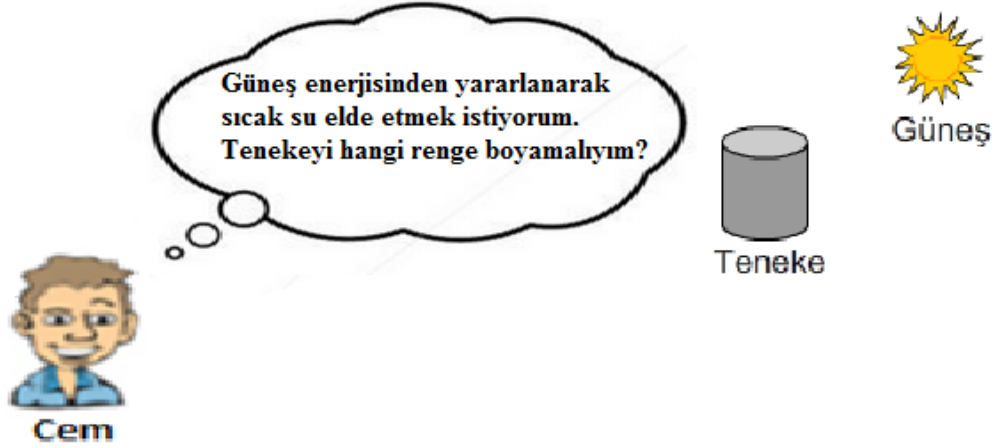 Güneş enerjisinden yararlanarak
sıcak su elde etmek istiyorum.
Tenekeyi hangi renge boyamalıyım?
Güneş
Teneke
Cem